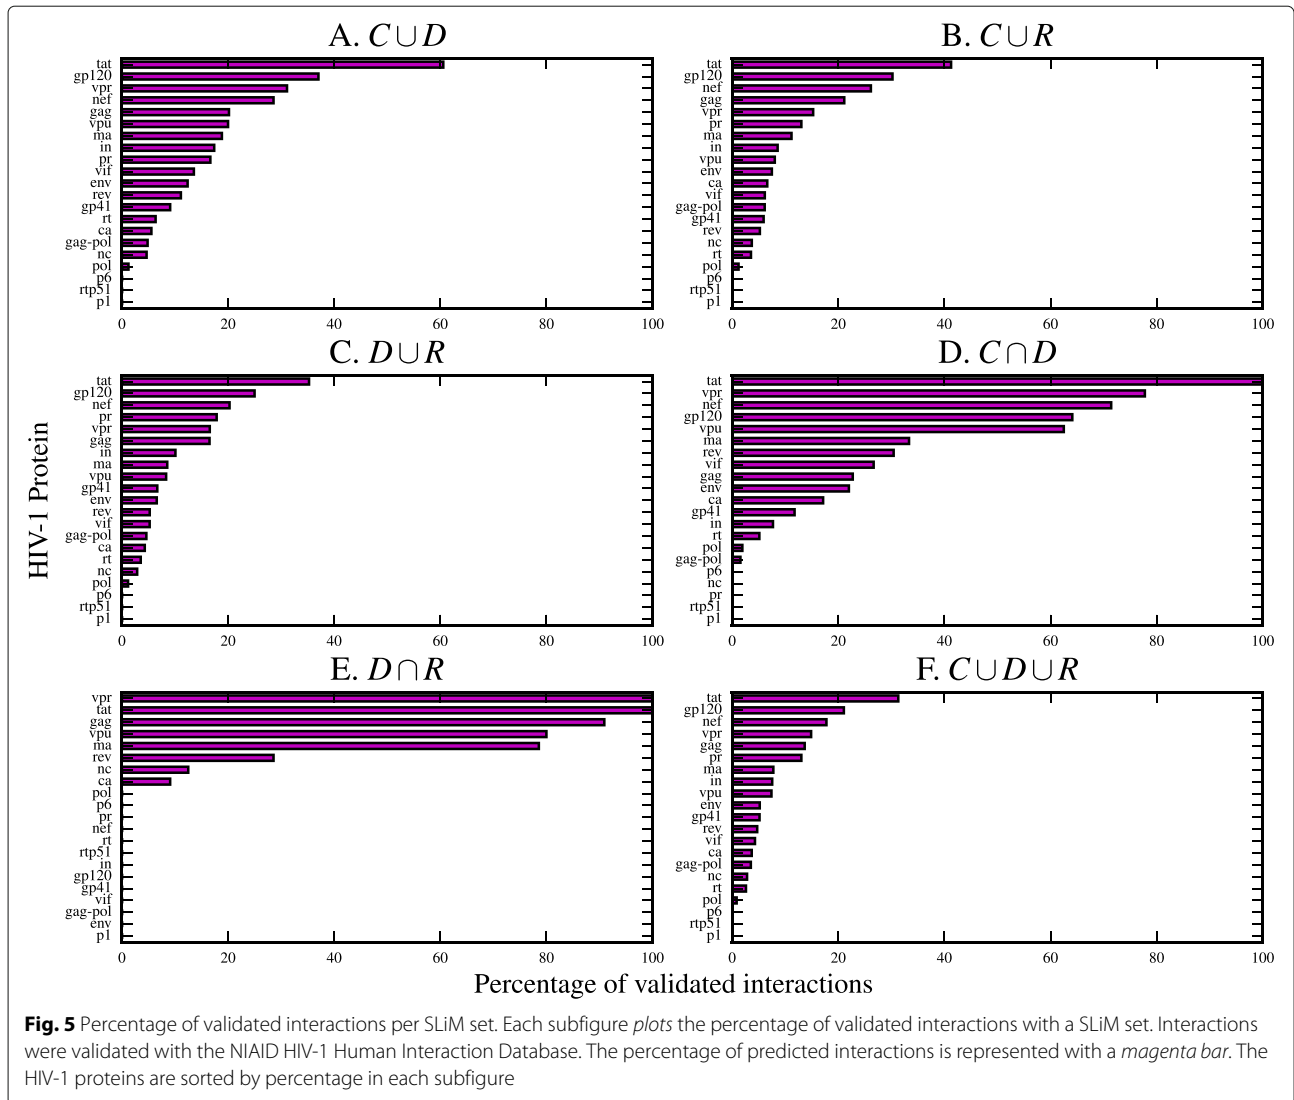 A. C∪D
tat
gp120
vpr
nef
gag
vpu
ma
in
pr
vif
env
rev
gp41
rt
ca
gag-pol
nc
pol
p6
rtp51
p1
0 20 40 60 80 100
B. C∪R
tat
gp120
nef
gag
vpr
pr
ma
in
vpu
env
ca
vif
gag-pol
gp41
rev
nc
rt
pol
p6
rtp51
p1
0 20 40 60 80 100
HIV-1 Protein
C. D∪R
tat
gp120
nef
pr
vpr
gag
in
ma
vpu
gp41
env
rev
vif
gag-pol
ca
rt
nc
pol
p6
rtp51
p1
0 20 40 60 80 100
D. C∩D
tat
vpr
nef
gp120
vpu
ma
rev
vif
gag
env
ca
gp41
in
rt
pol
gag-pol
p6
nc
pr
rtp51
p1
0 20 40 60 80 100
E. D∩R
vpr
tat
gag
vpu
ma
rev
nc
ca
pol
p6
pr
nef
rt
rtp51
in
gp120
gp41
vif
gag-pol
env
p1
0 20 40 60 80 100
F. C∪D∪R
tat
gp120
nef
vpr
gag
pr
ma
in
vpu
env
gp41
rev
vif
ca
gag-pol
nc
rt
pol
p6
rtp51
p1
0 20 40 60 80 100
Percentage of validated interactions
Fig. 5 Percentage of validated interactions per SLiM set. Each subfigure plots the percentage of validated interactions with a SLiM set. Interactions
were validated with the NIAID HIV-1 Human Interaction Database. The percentage of predicted interactions is represented with a magenta bar. The
HIV-1 proteins are sorted by percentage in each subfigure